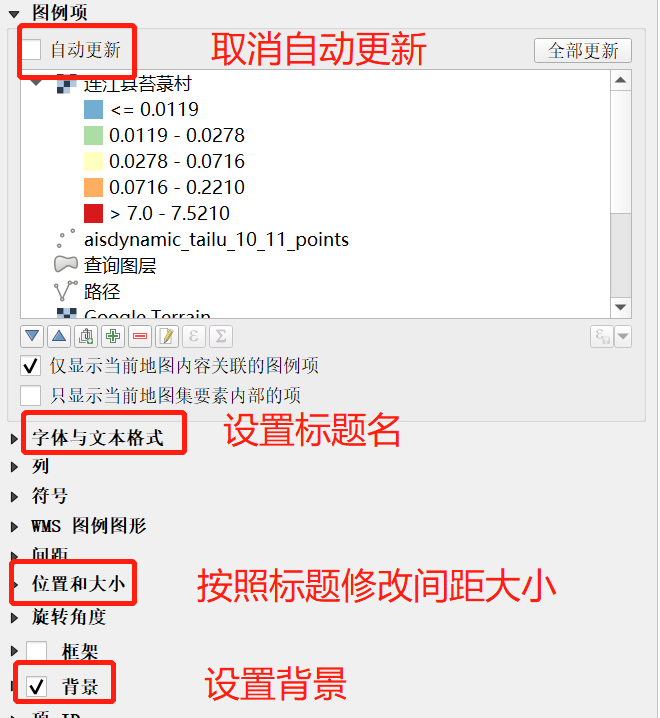 图例项
自动更新 取消自动更新 全部更新
连江县苔菉村
<= 0.0119
0.0119 - 0.0278
0.0278 - 0.0716
0.0716 - 0.2210
> 7.0 - 7.5210
aisdynamic_tailu_10_11_points
查询图层
路径
Google Terrain
仅显示当前地图内容关联的图例项
只显示当前地图集要素内部的项
字体与文本格式 设置标题名
列
符号
WMS 图例图形
间距
位置和大小 按照标题修改间距大小
旋转角度
框架
背景 设置背景
项 ID